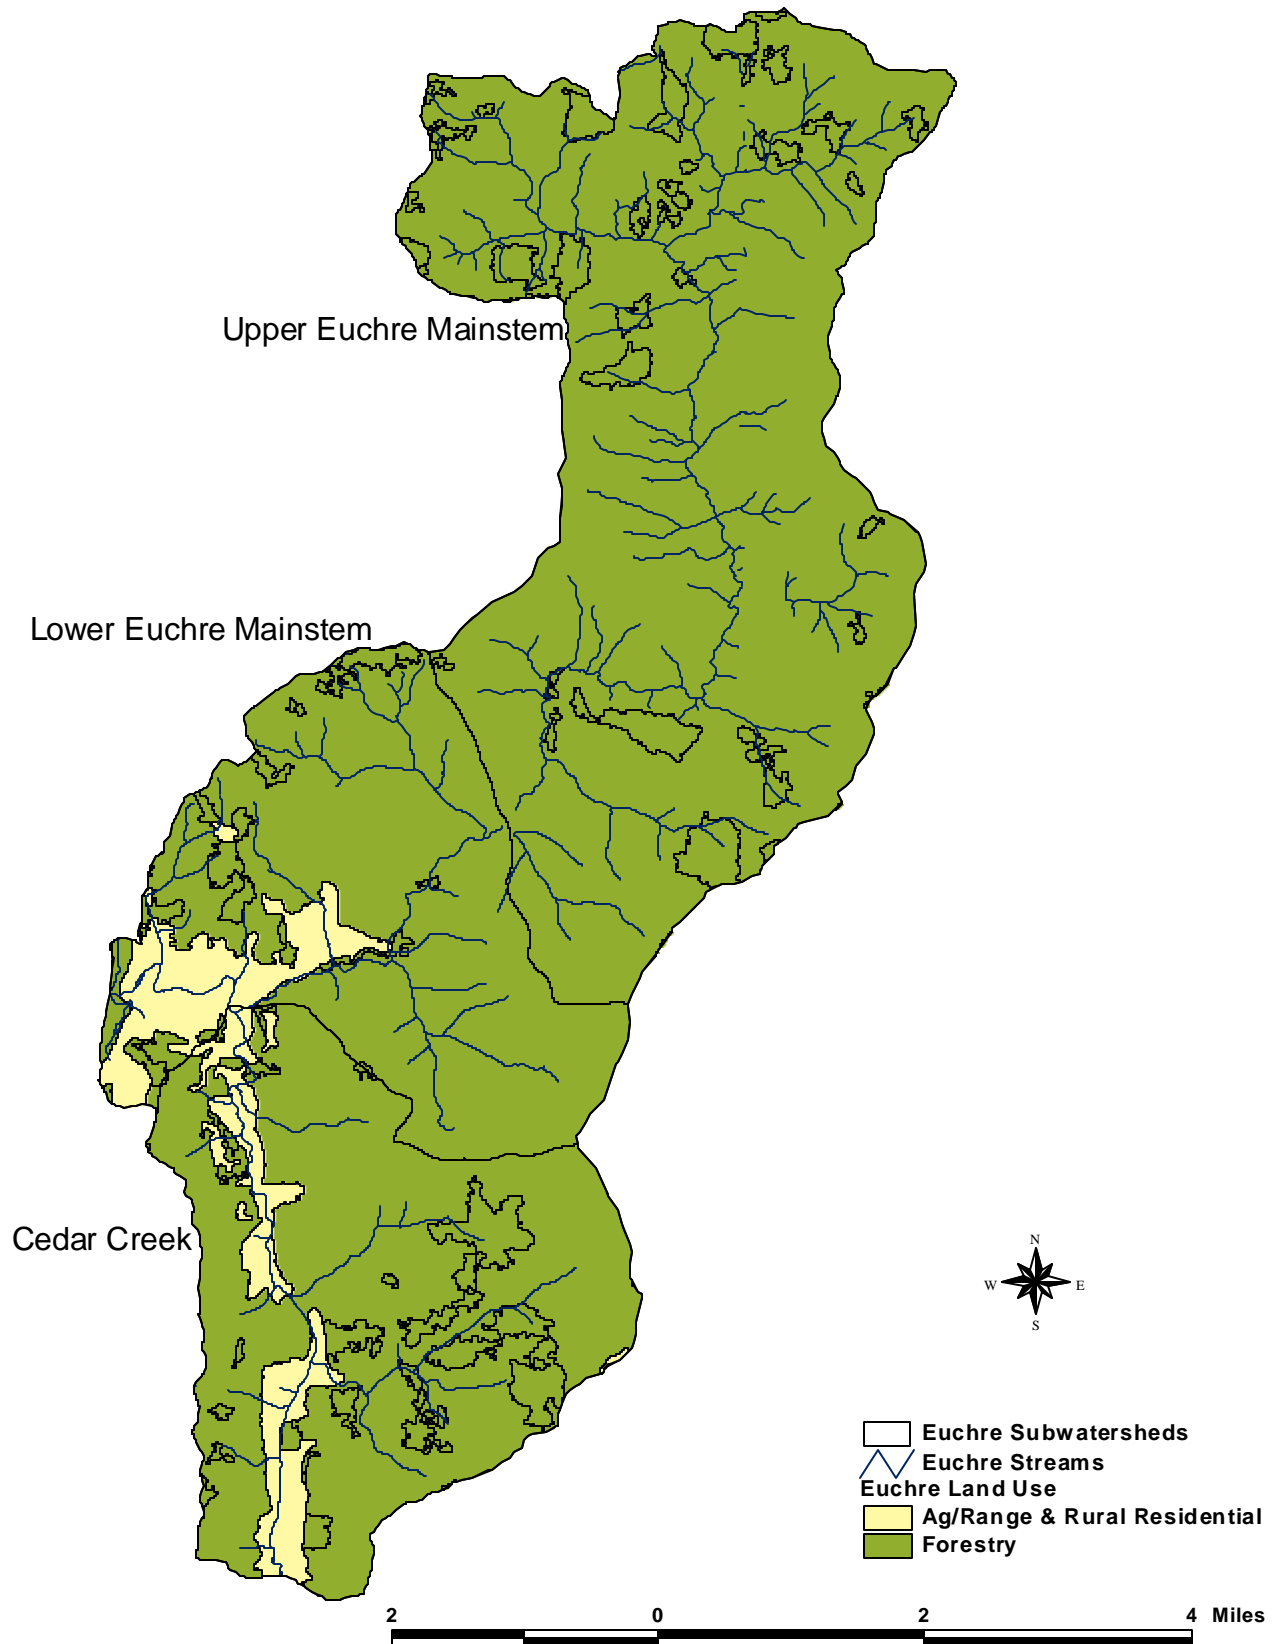 Upper Euchre Mainstem
Lower Euchre Mainstem
Cedar Creek
N
W E
S
Euchre Subwatersheds
Euchre Streams
Euchre Land Use
Ag/Range & Rural Residential
Forestry
2 0 2 4 Miles